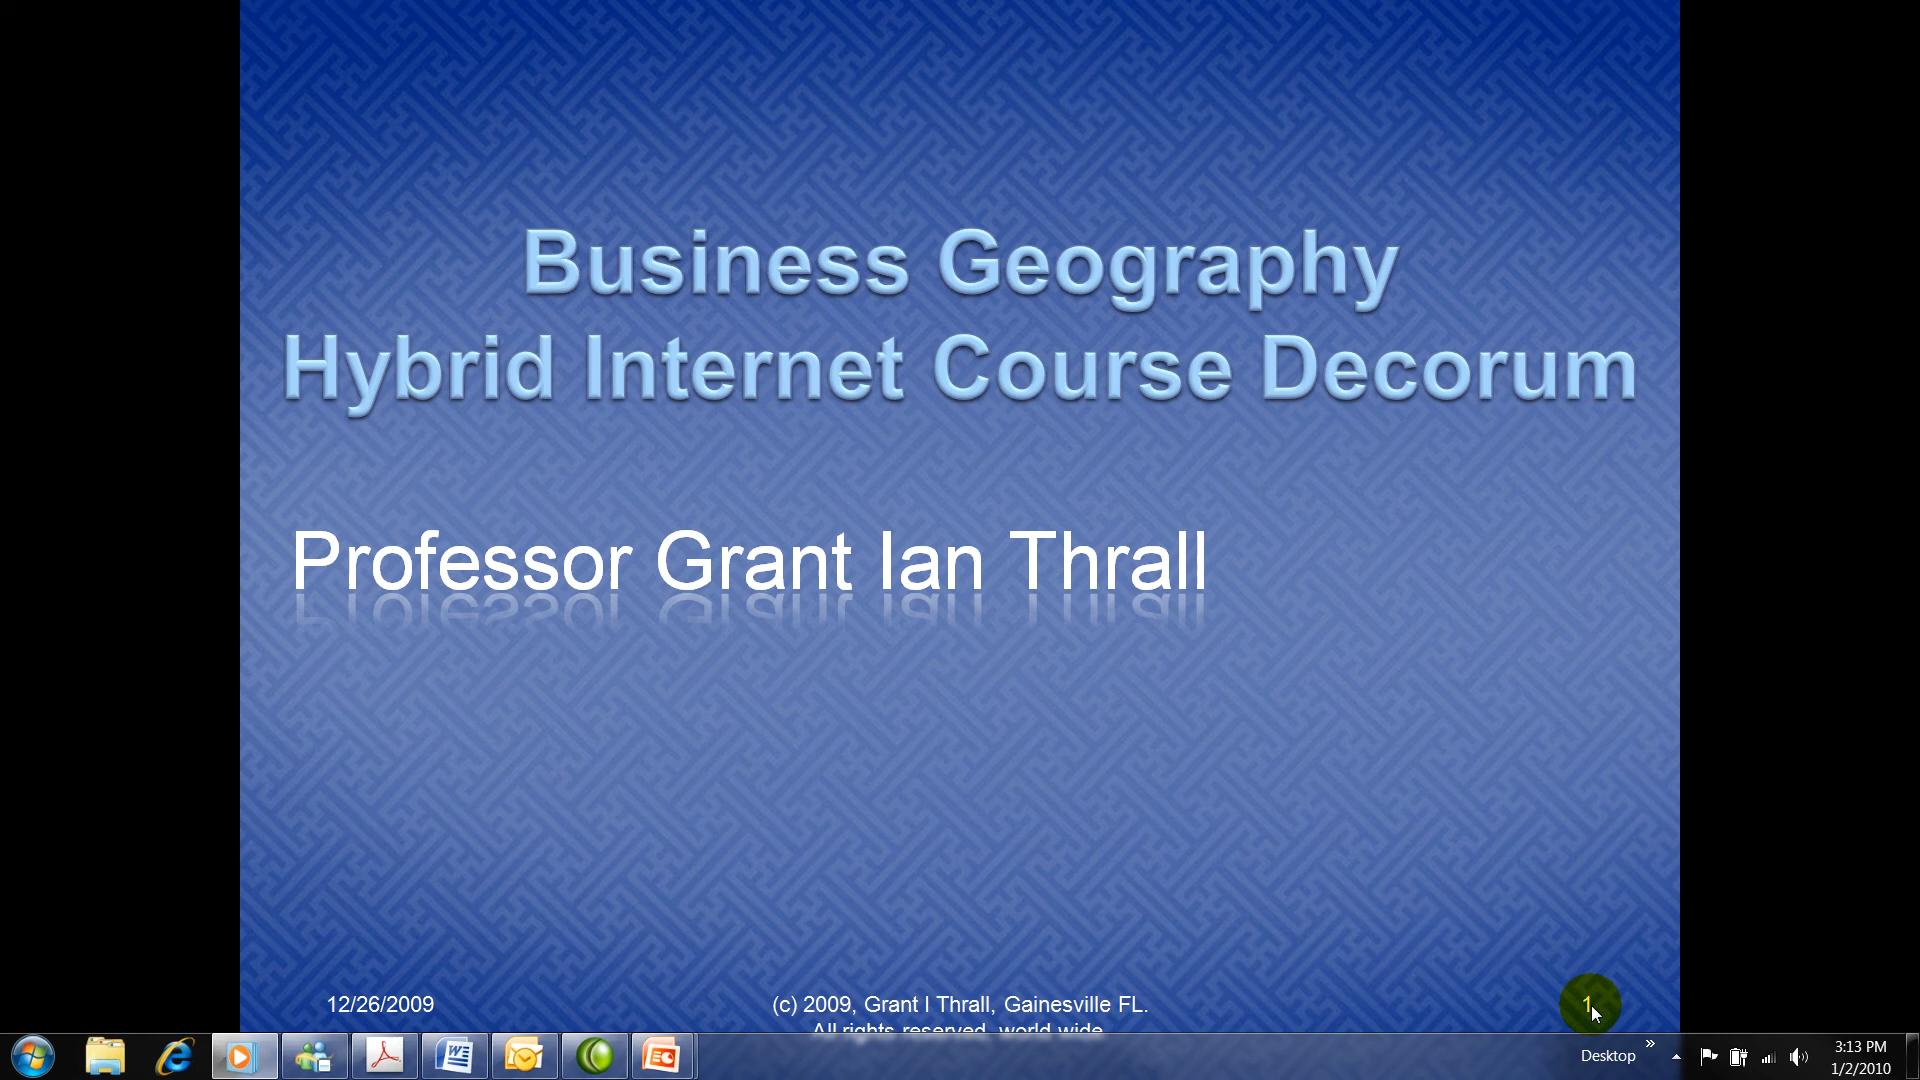 Business Geography
Hybrid Internet Course Decorum
Professor Grant Ian Thrall
12/26/2009
(c) 2009, Grant I Thrall, Gainesville FL.
All rights reserved, world wide
1
Desktop
3:13 PM
1/2/2010